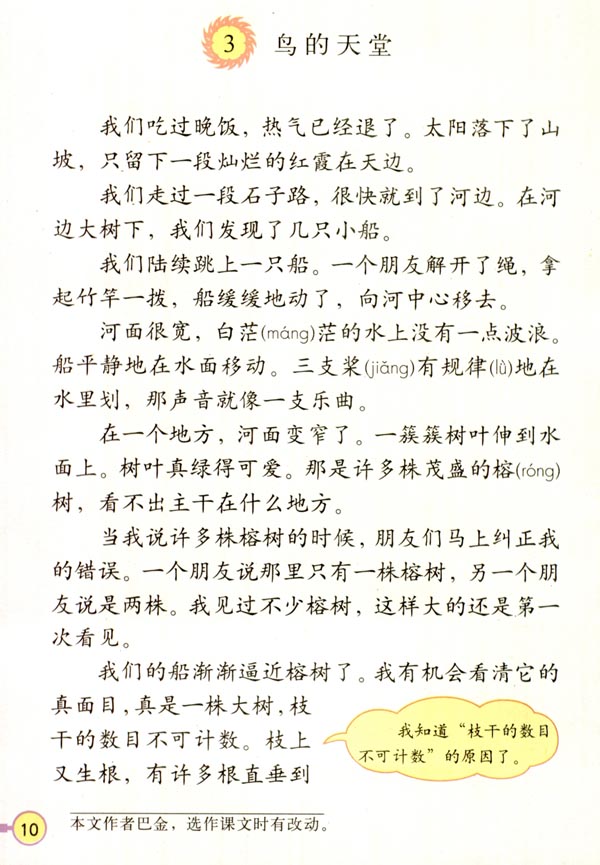 3 鸟的天堂
我们吃过晚饭，热气已经退了。太阳落下了山
坡，只留下一段灿烂的红霞在天边。
我们走过一段石子路，很快就到了河边。在河
边大树下，我们发现了几只小船。
我们陆续跳上一只船。一个朋友解开了绳，拿
起竹竿一拨，船缓缓地动了，向河中心移去。
河面很宽，白茫(máng)茫的水上没有一点波浪。
船平静地在水面移动。三支桨(jiǎng)有规律(lǜ)地在
水里划，那声音就像一支乐曲。
在一个地方，河面变窄了。一簇簇树叶伸到水
面上。树叶真绿得可爱。那是许多株茂盛的榕(róng)
树，看不出主干在什么地方。
当我说许多株榕树的时候，朋友们马上纠正我
的错误。一个朋友说那里只有一株榕树，另一个朋
友说是两株。我见过不少榕树，这样大的还是第一
次看见。
我们的船渐渐逼近榕树了。我有机会看清它的
真面目，真是一株大树，枝
干的数目不可计数。枝上
又生根，有许多根直垂到
我知道“枝干的数目
不可计数”的原因了。
本文作者巴金，选作课文时有改动。
10